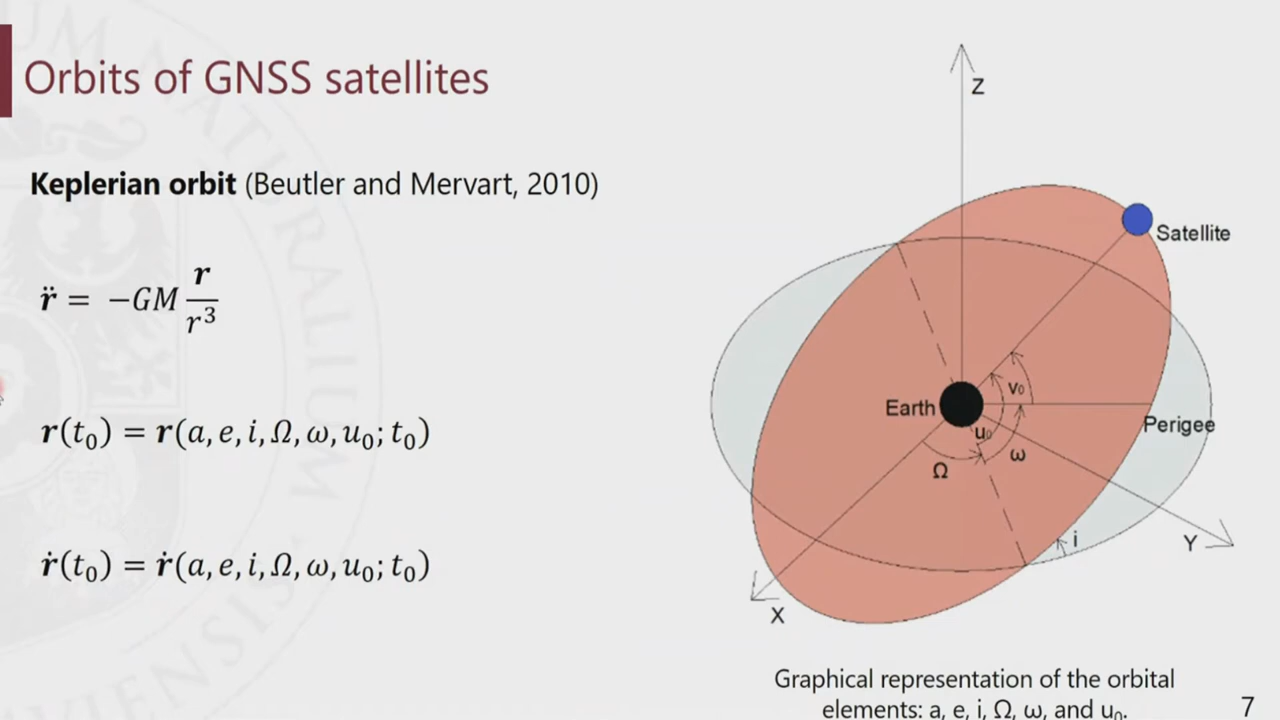 Orbits of GNSS satellites
Keplerian orbit (Beutler and Mervart, 2010)
r̈ = −GM r/r³
r(t₀) = r(a, e, i, Ω, ω, u₀; t₀)
ṙ(t₀) = ṙ(a, e, i, Ω, ω, u₀; t₀)
Z
Satellite
v₀
Earth
Perigee
u₀
ω
Ω
i
Y
X
Graphical representation of the orbital
elements: a, e, i, Ω, ω, and u₀.
7